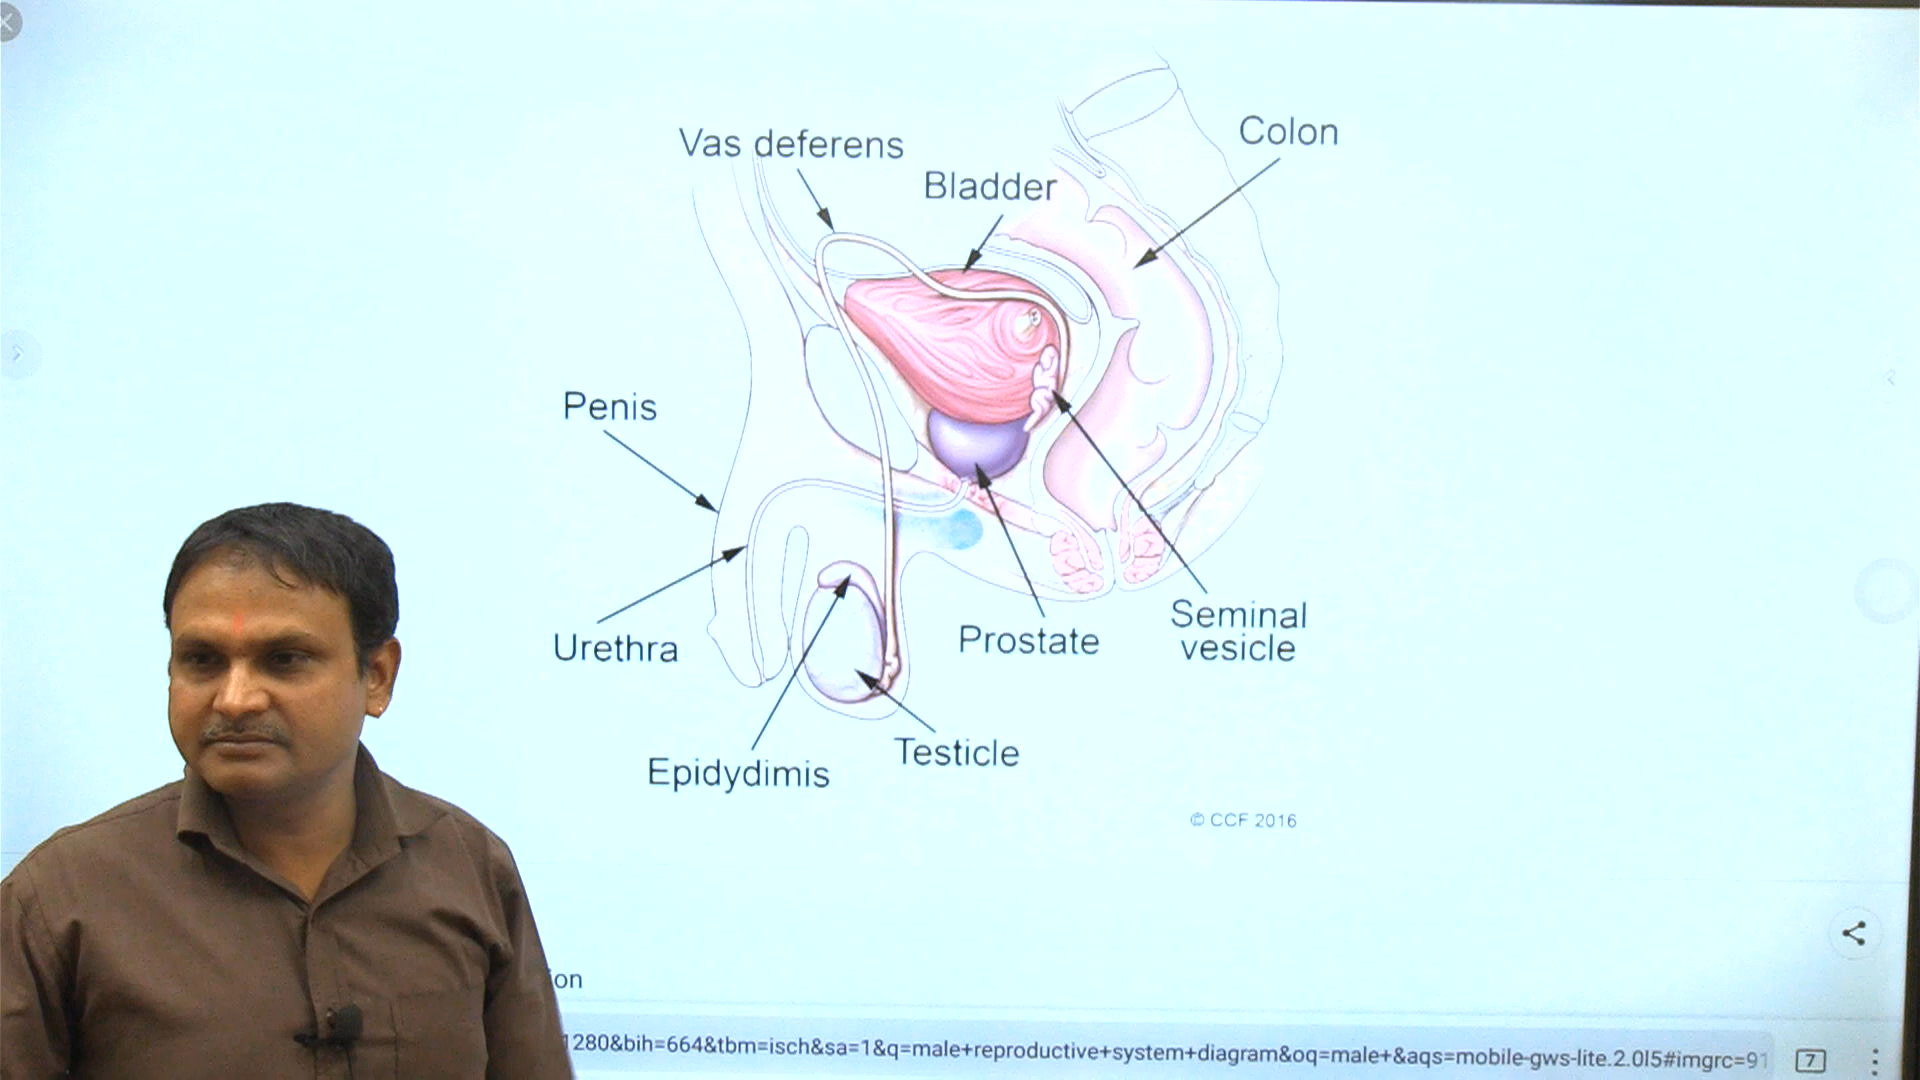 Vas deferens
Bladder
Colon
Penis
Urethra
Prostate
Seminal
vesicle
Epidydimis
Testicle
© CCF 2016
on
1280&bih=664&tbm=isch&sa=1&q=male+reproductive+system+diagram&oq=male+&aqs=mobile-gws-lite.2.0l5#imgrc=91
7